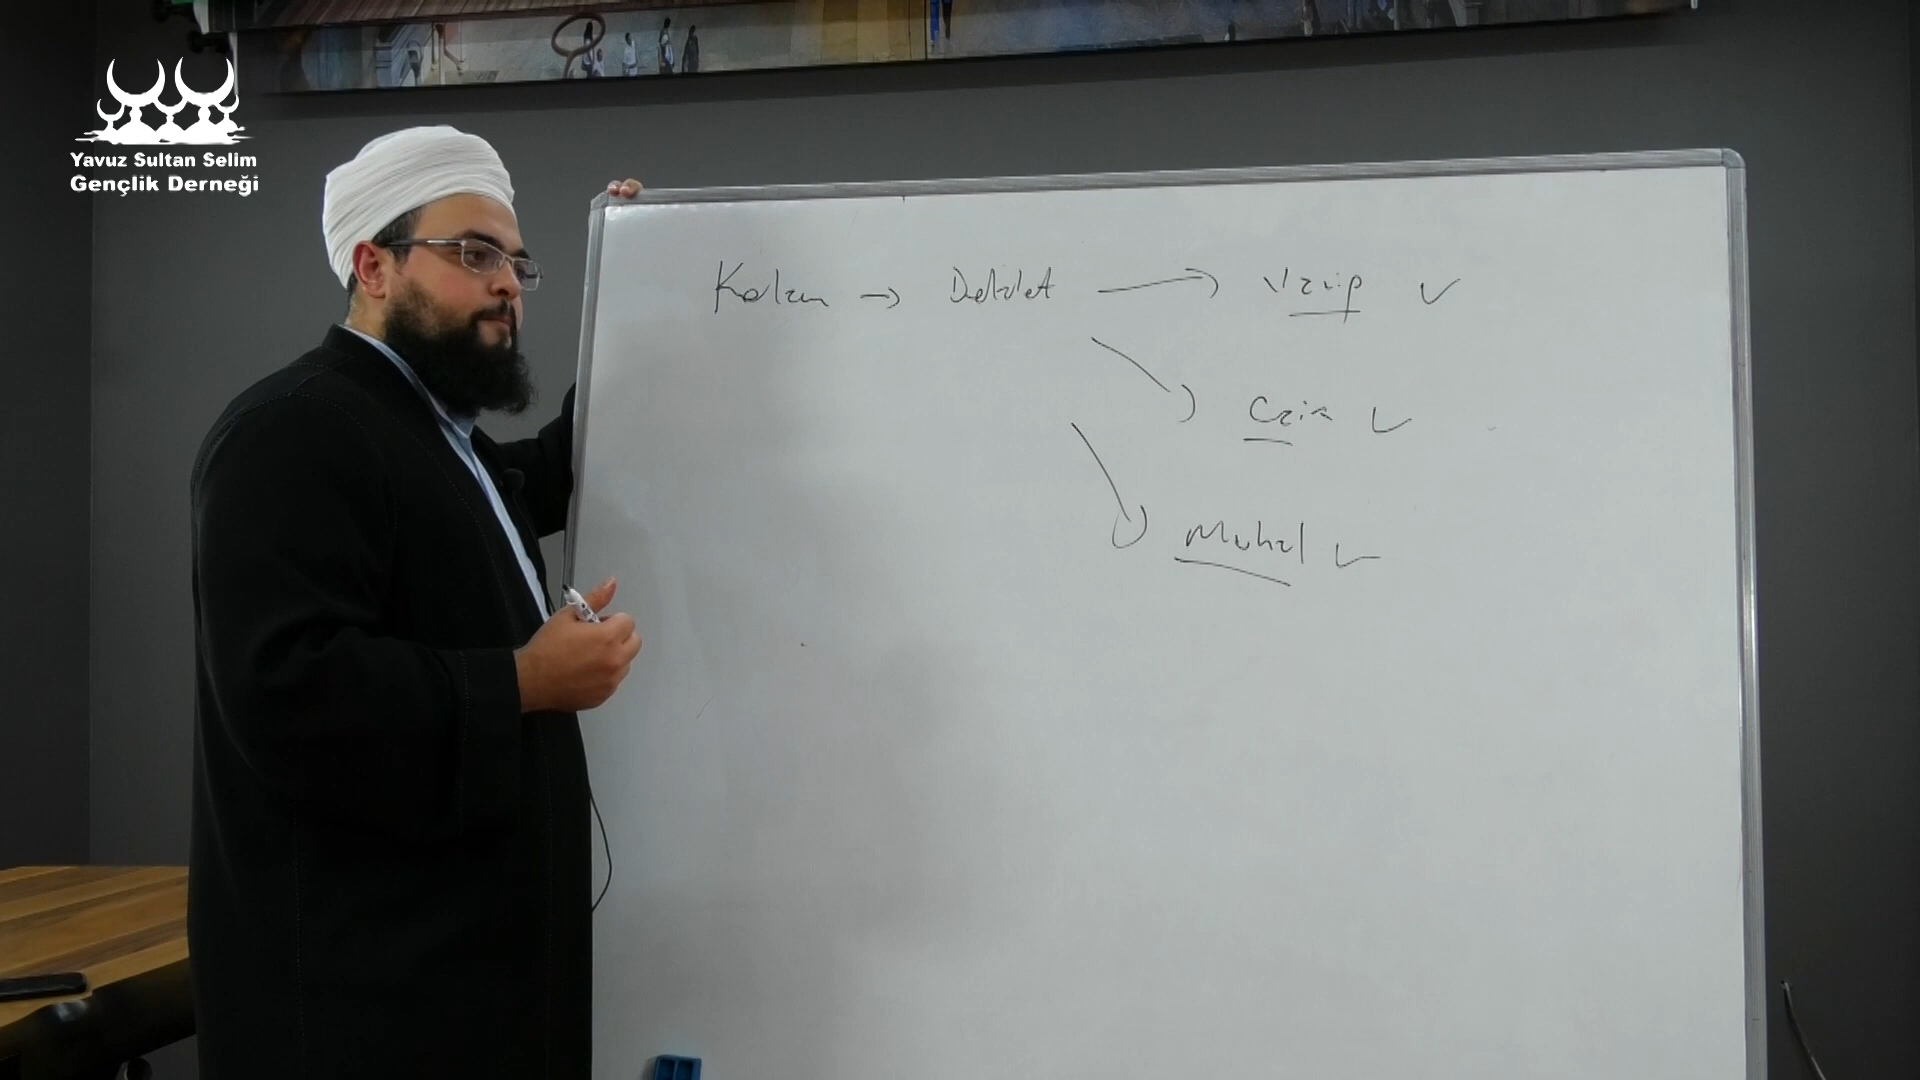 Yavuz Sultan Selim
Gençlik Derneği
Kelam → Delalet → Vacip ✓
Caiz ✓
Muhal ✓